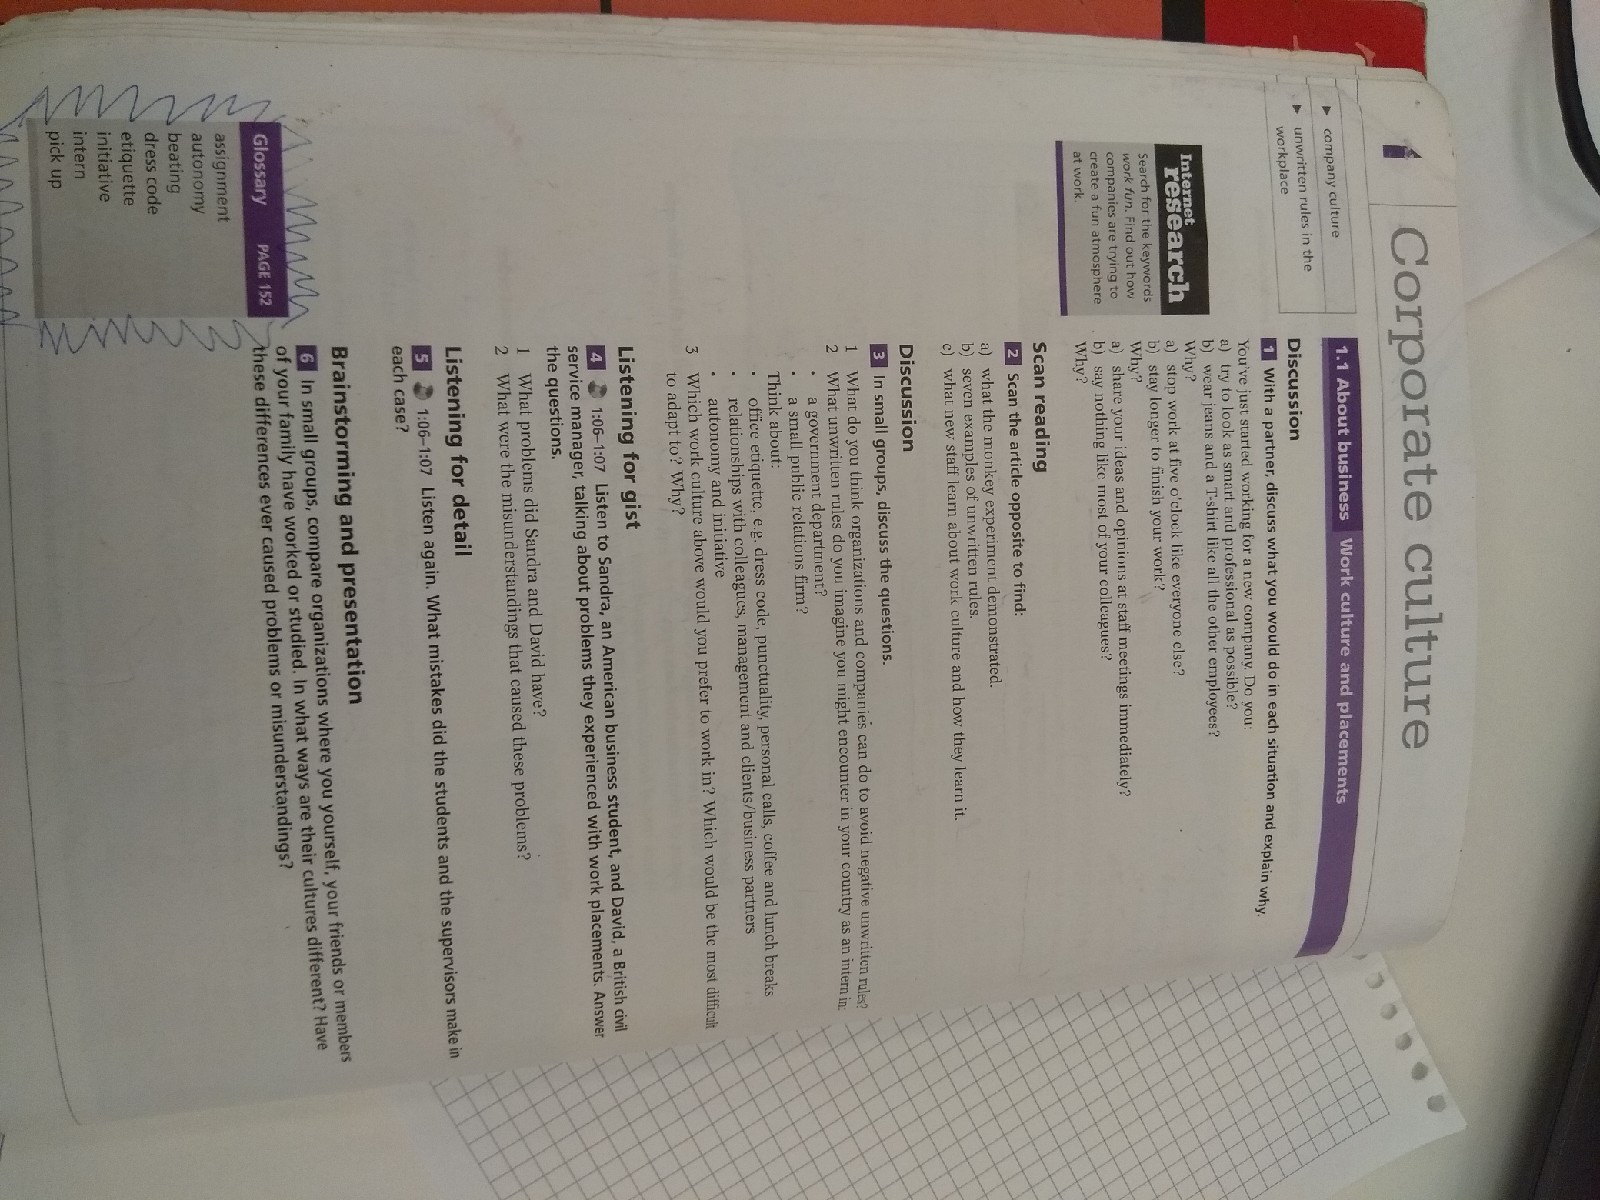 1
Corporate culture
▶ company culture
▶ unwritten rules in the
workplace
Internet
research
Search for the keywords
work fun. Find out how
companies are trying to
create a fun atmosphere
at work.
1.1 About business Work culture and placements
Discussion
1 With a partner, discuss what you would do in each situation and explain why.
You've just started working for a new company. Do you:
a) try to look as smart and professional as possible?
b) wear jeans and a T-shirt like all the other employees?
Why?
a) stop work at five o'clock like everyone else?
b) stay longer to finish your work?
Why?
a) share your ideas and opinions at staff meetings immediately?
b) say nothing like most of your colleagues?
Why?
Scan reading
2 Scan the article opposite to find:
a) what the monkey experiment demonstrated.
b) seven examples of unwritten rules.
c) what new staff learn about work culture and how they learn it.
Discussion
3 In small groups, discuss the questions.
1 What do you think organizations and companies can do to avoid negative unwritten rules?
2 What unwritten rules do you imagine you might encounter in your country as an intern in:
• a government department?
• a small public relations firm?
Think about:
• office etiquette, e.g. dress code, punctuality, personal calls, coffee and lunch breaks
• relationships with colleagues, management and clients/business partners
• autonomy and initiative
3 Which work culture above would you prefer to work in? Which would be the most difficult
to adapt to? Why?
Listening for gist
4 1:06–1:07 Listen to Sandra, an American business student, and David, a British civil
service manager, talking about problems they experienced with work placements. Answer
the questions.
1 What problems did Sandra and David have?
2 What were the misunderstandings that caused these problems?
Listening for detail
5 1:06–1:07 Listen again. What mistakes did the students and the supervisors make in
each case?
Brainstorming and presentation
6 In small groups, compare organizations where you yourself, your friends or members
of your family have worked or studied. In what ways are their cultures different? Have
these differences ever caused problems or misunderstandings?
Glossary PAGE 152
assignment
autonomy
beating
dress code
etiquette
initiative
intern
pick up